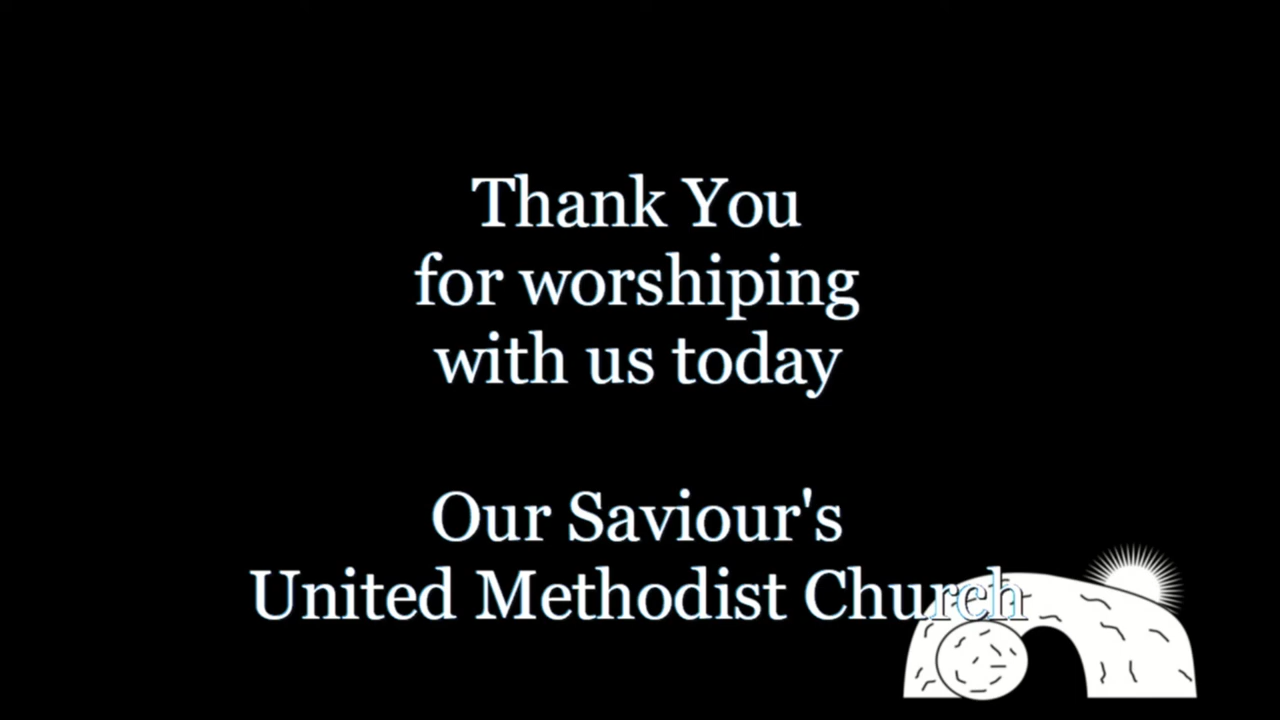 Thank You
for worshiping
with us today
Our Saviour's
United Methodist Church